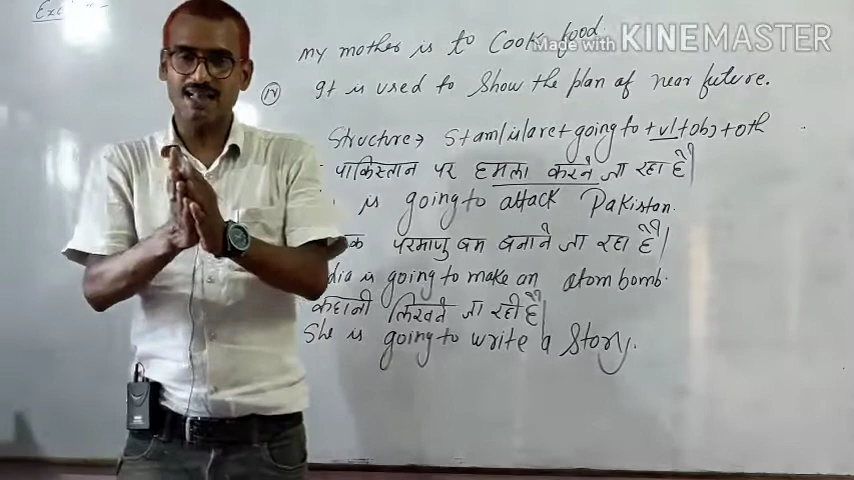 my mother is to Cook food.
Made with KINEMASTER
IV It is used to Show the plan of near future.
Structure → S+am/is/are+going to+v1+obj+oth
पाकिस्तान पर हमला करने जा रहा है|
is going to attack Pakistan.
परमाणु बम बनाने जा रहा है|
is going to make an atom bomb.
कहानी लिखने जा रही है|
She is going to write a Story.